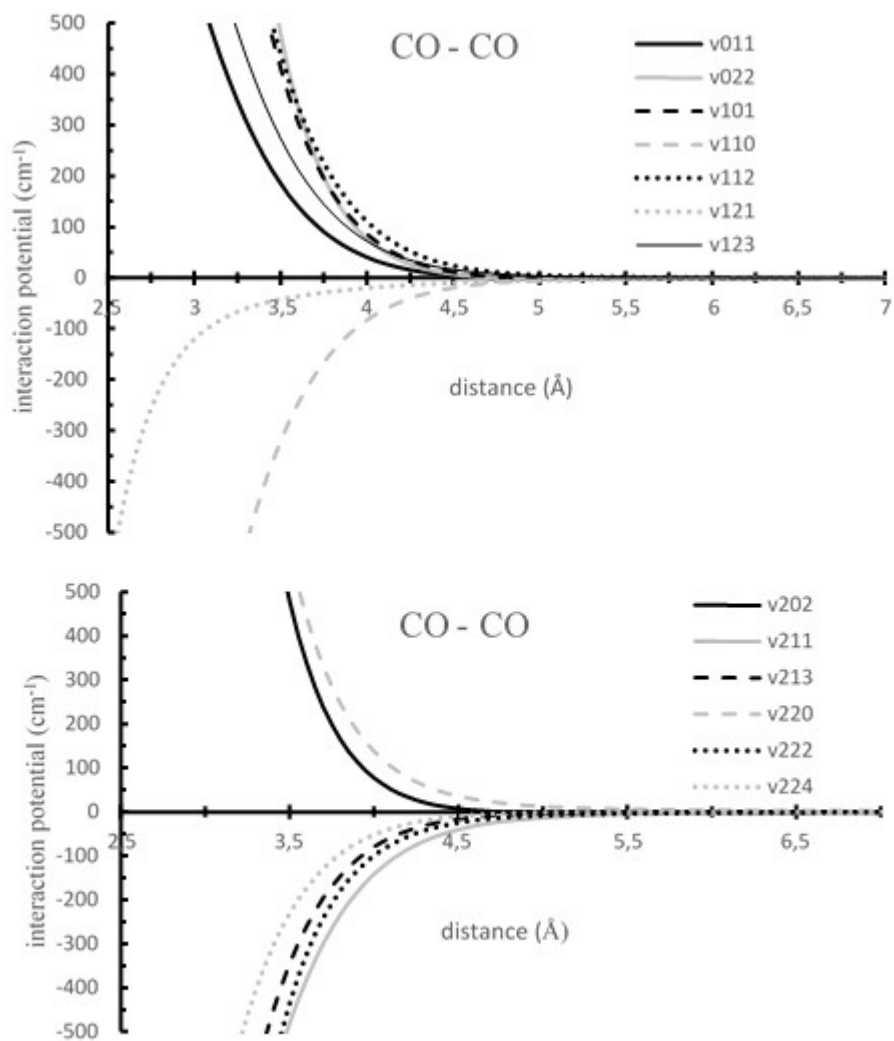 500
400
300
200
100
0
-100
-200
-300
-400
-500
interaction potential (cm-1)
CO - CO
v011
v022
v101
v110
v112
v121
v123
2,5 3 3,5 4 4,5 5 5,5 6 6,5 7
distance (Å)
500
400
300
200
100
0
-100
-200
-300
-400
-500
interaction potential (cm-1)
CO - CO
v202
v211
v213
v220
v222
v224
2,5 3,5 4,5 5,5 6,5
distance (Å)